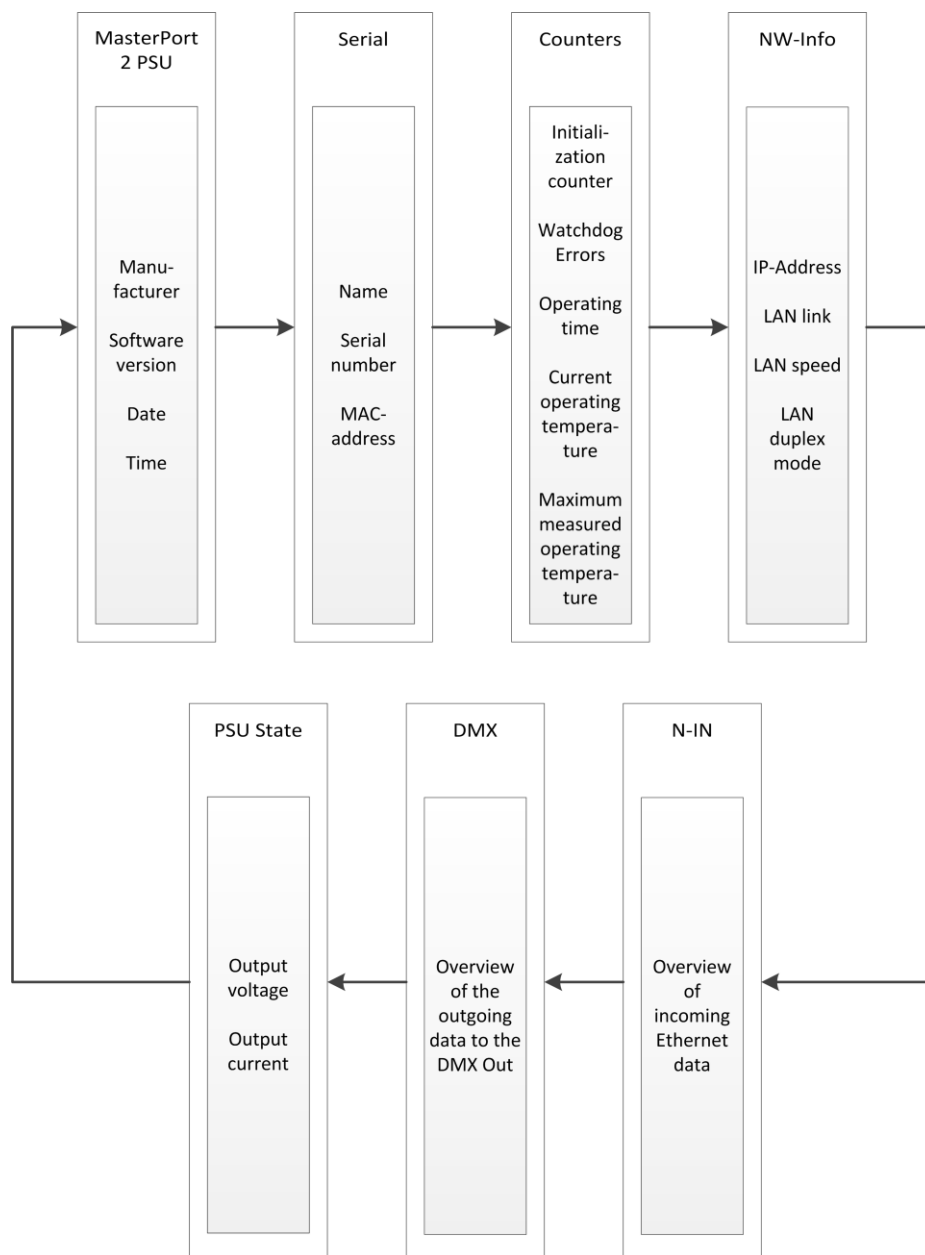 MasterPort
2 PSU
Manu-
facturer
Software
version
Date
Time
Serial
Name
Serial
number
MAC-
address
Counters
Initiali-
zation
counter
Watchdog
Errors
Operating
time
Current
operating
tempera-
ture
Maximum
measured
operating
tempera-
ture
NW-Info
IP-Address
LAN link
LAN speed
LAN
duplex
mode
PSU State
Output
voltage
Output
current
DMX
Overview
of the
outgoing
data to the
DMX Out
N-IN
Overview
of
incoming
Ethernet
data